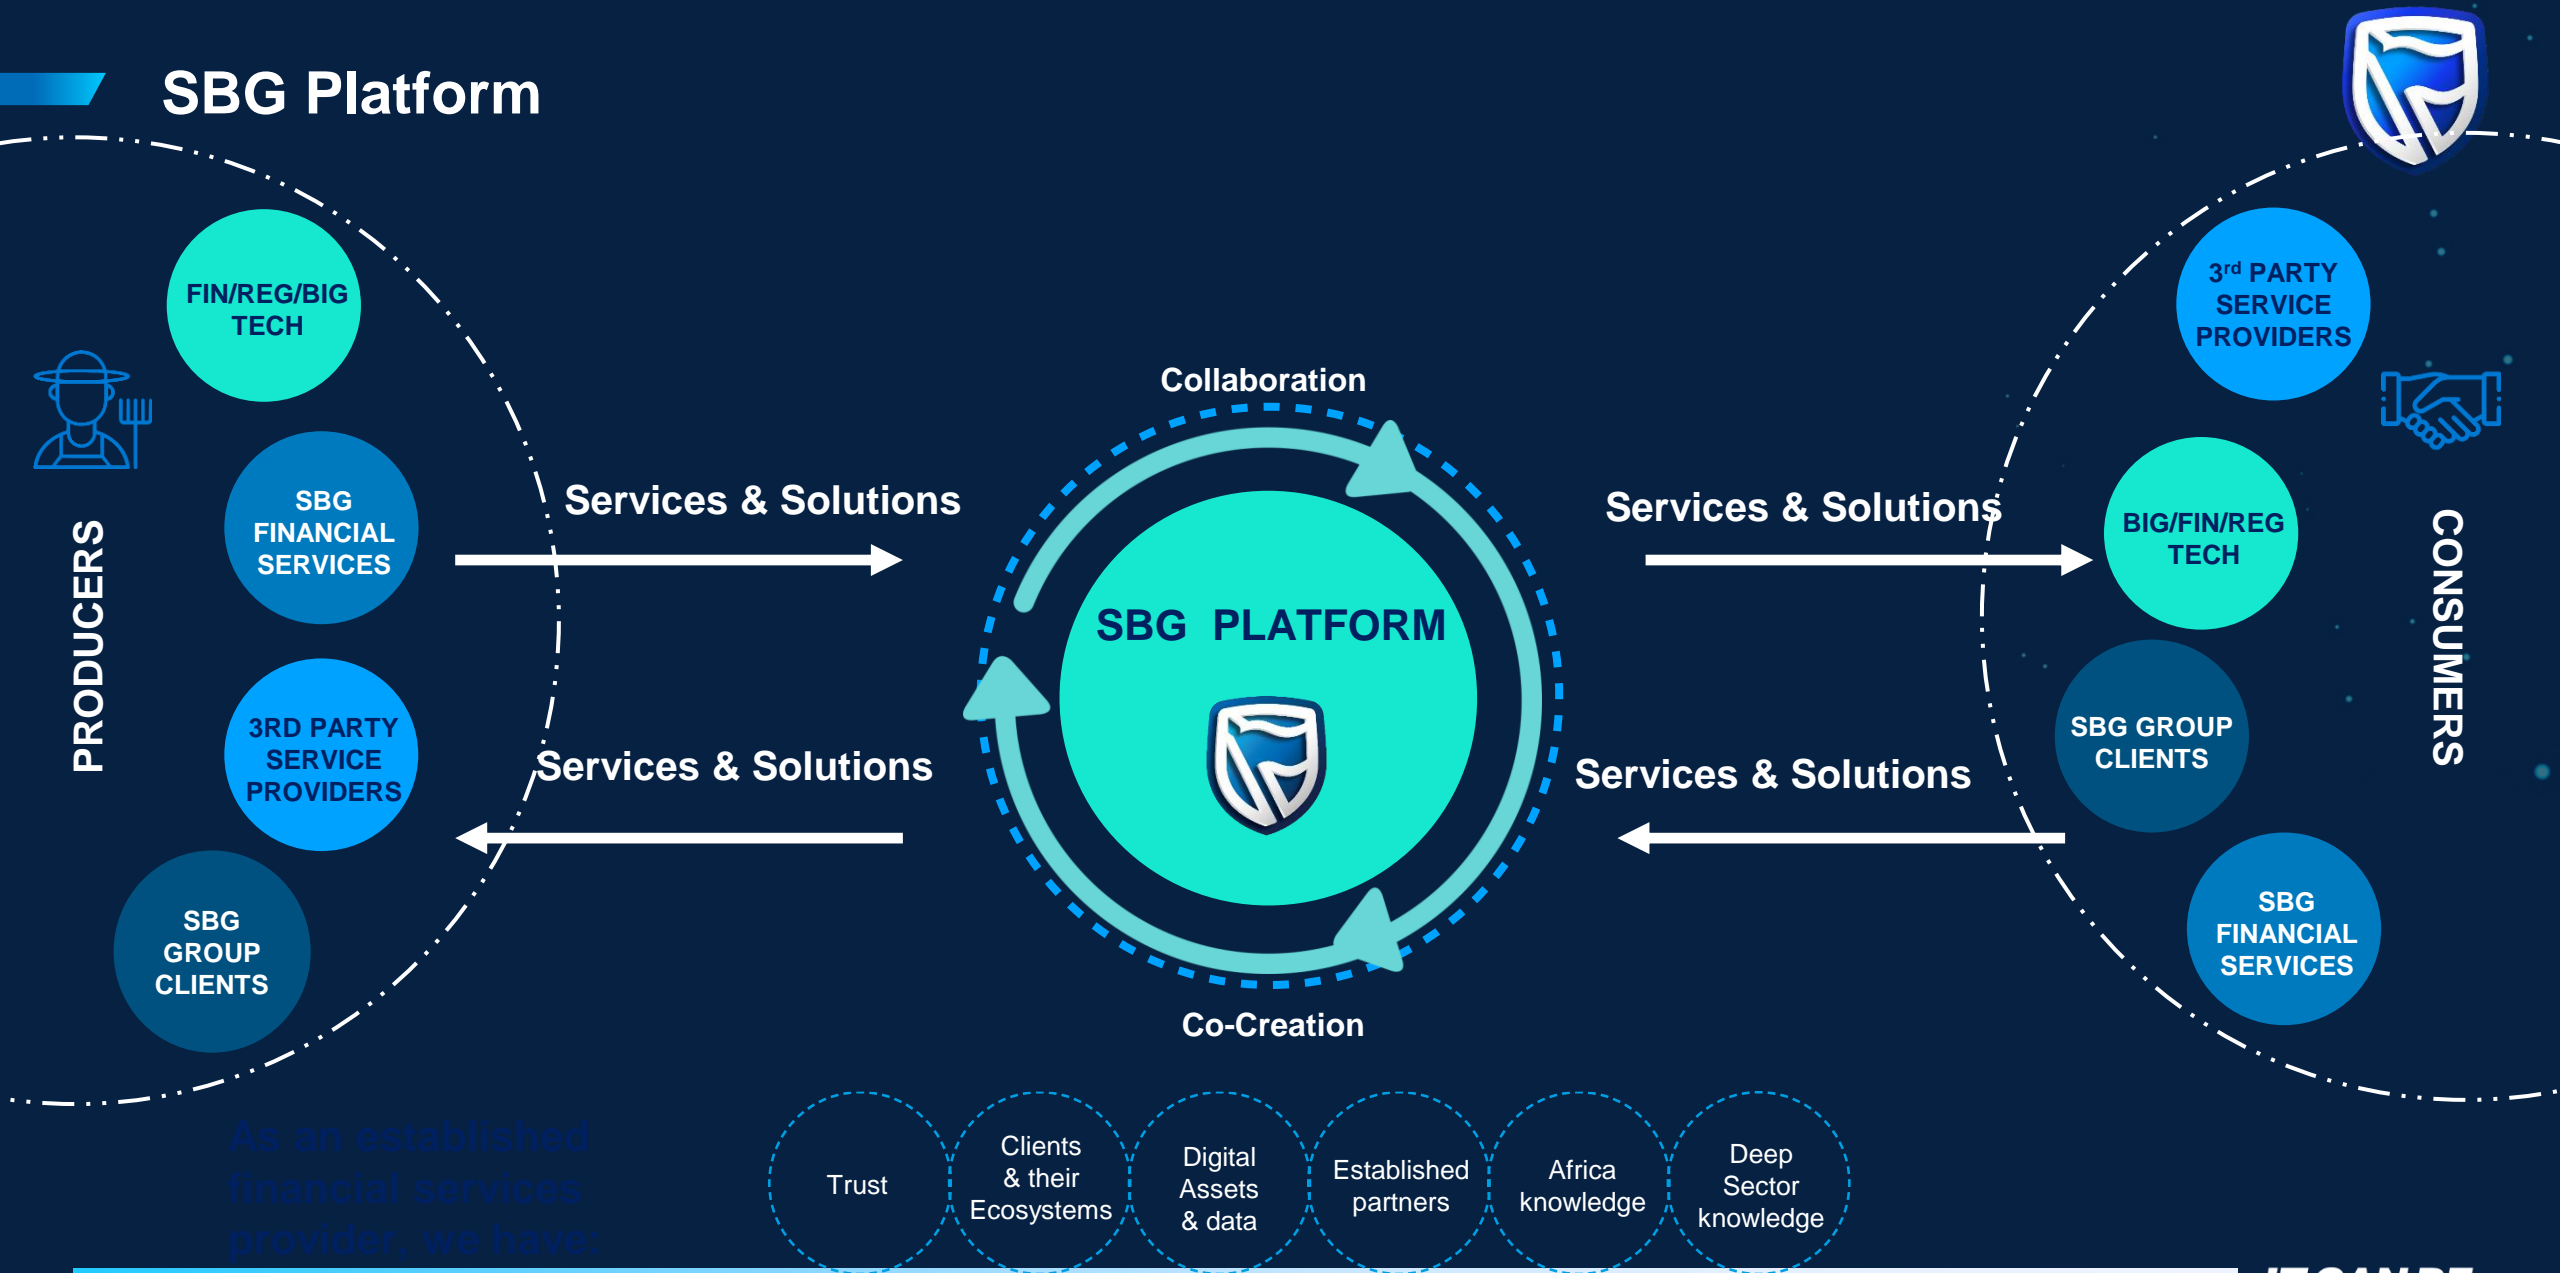 SBG Platform
FIN/REG/BIG
TECH
SBG
FINANCIAL
SERVICES
3RD PARTY
SERVICE
PROVIDERS
SBG
GROUP
CLIENTS
PRODUCERS
Services & Solutions
Services & Solutions
Collaboration
SBG PLATFORM
Co-Creation
Services & Solutions
Services & Solutions
3rd PARTY
SERVICE
PROVIDERS
BIG/FIN/REG
TECH
SBG GROUP
CLIENTS
SBG
FINANCIAL
SERVICES
CONSUMERS
As an established
financial services
provider, we have:
Trust
Clients
& their
Ecosystems
Digital
Assets
& data
Established
partners
Africa
knowledge
Deep
Sector
knowledge
IT CAN BE